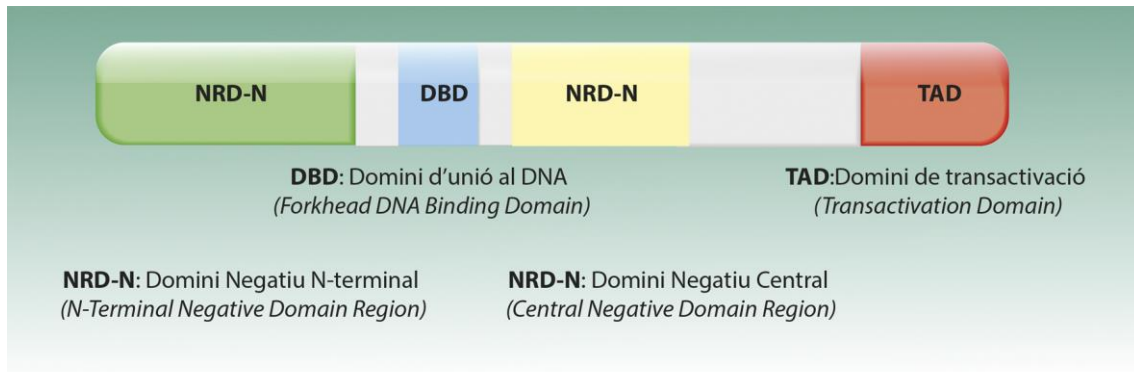 NRD-N DBD NRD-N TAD
DBD: Domini d'unió al DNA
(Forkhead DNA Binding Domain)
TAD:Domini de transactivació
(Transactivation Domain)
NRD-N: Domini Negatiu N-terminal
(N-Terminal Negative Domain Region)
NRD-N: Domini Negatiu Central
(Central Negative Domain Region)